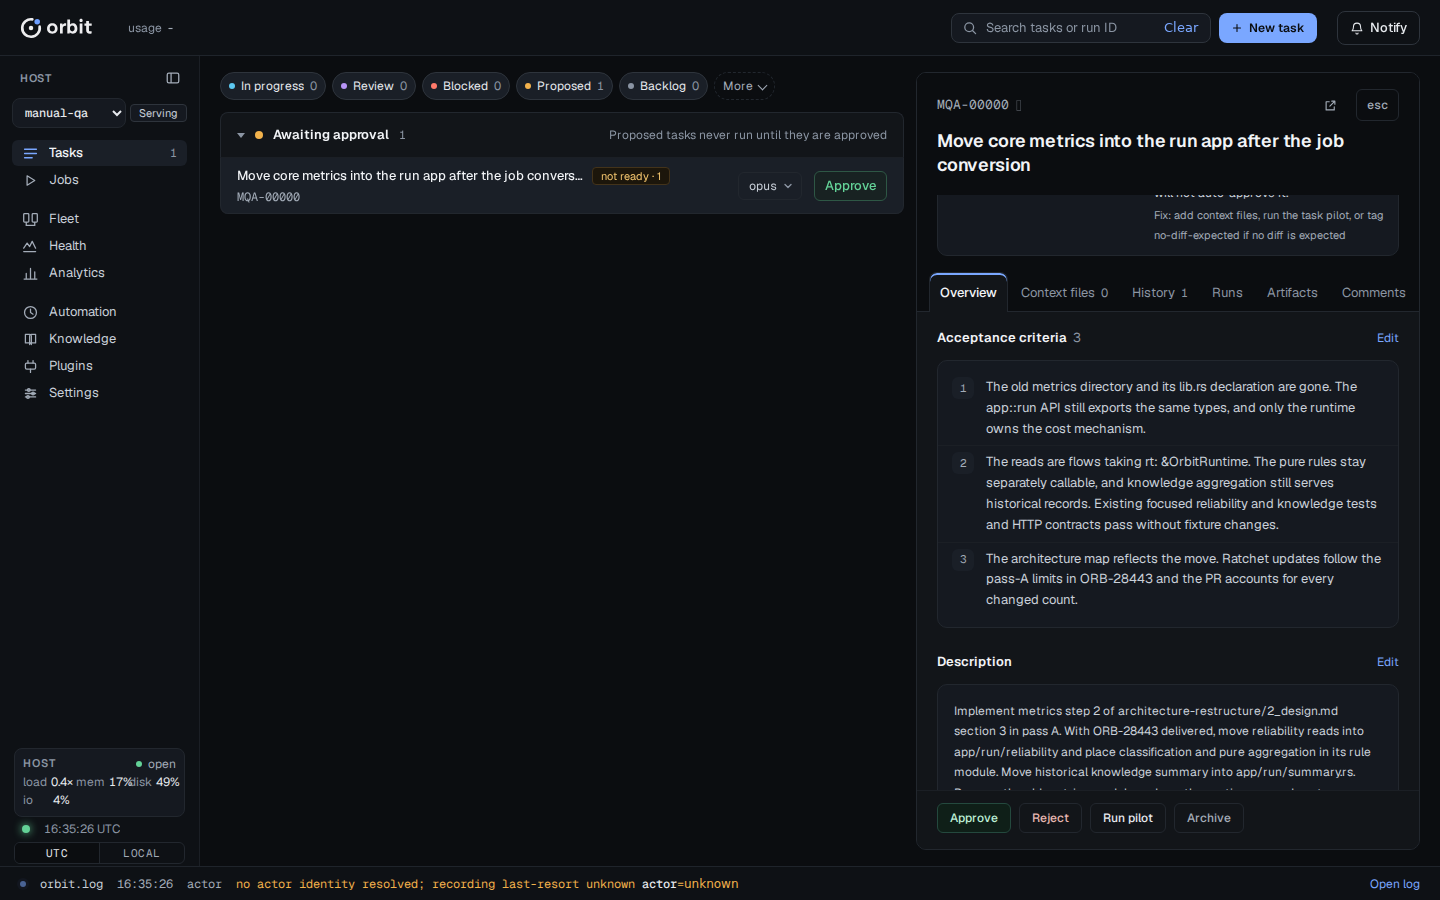 orbit
usage -
Search tasks or run ID
Clear
+ New task
Notify
HOST
manual-qa
Serving
Tasks 1
Jobs
Fleet
Health
Analytics
Automation
Knowledge
Plugins
Settings
HOST
open
load 0.4× mem 17% disk 49%
io 4%
16:35:26 UTC
UTC
LOCAL
In progress 0
Review 0
Blocked 0
Proposed 1
Backlog 0
More
Awaiting approval 1
Proposed tasks never run until they are approved
Move core metrics into the run app after the job convers…
not ready · 1
MQA-00000
opus
Approve
MQA-00000
esc
Move core metrics into the run app after the job
conversion
will not auto-approve it.
Fix: add context files, run the task pilot, or tag
no-diff-expected if no diff is expected
Overview
Context files 0
History 1
Runs
Artifacts
Comments
Acceptance criteria 3
Edit
1
The old metrics directory and its lib.rs declaration are gone. The
app::run API still exports the same types, and only the runtime
owns the cost mechanism.
2
The reads are flows taking rt: &OrbitRuntime. The pure rules stay
separately callable, and knowledge aggregation still serves
historical records. Existing focused reliability and knowledge tests
and HTTP contracts pass without fixture changes.
3
The architecture map reflects the move. Ratchet updates follow the
pass-A limits in ORB-28443 and the PR accounts for every
changed count.
Description
Edit
Implement metrics step 2 of architecture-restructure/2_design.md
section 3 in pass A. With ORB-28443 delivered, move reliability reads into
app/run/reliability and place classification and pure aggregation in its rule
module. Move historical knowledge summary into app/run/summary.rs.
Approve
Reject
Run pilot
Archive
orbit.log 16:35:26 actor no actor identity resolved; recording last-resort unknown actor=unknown
Open log